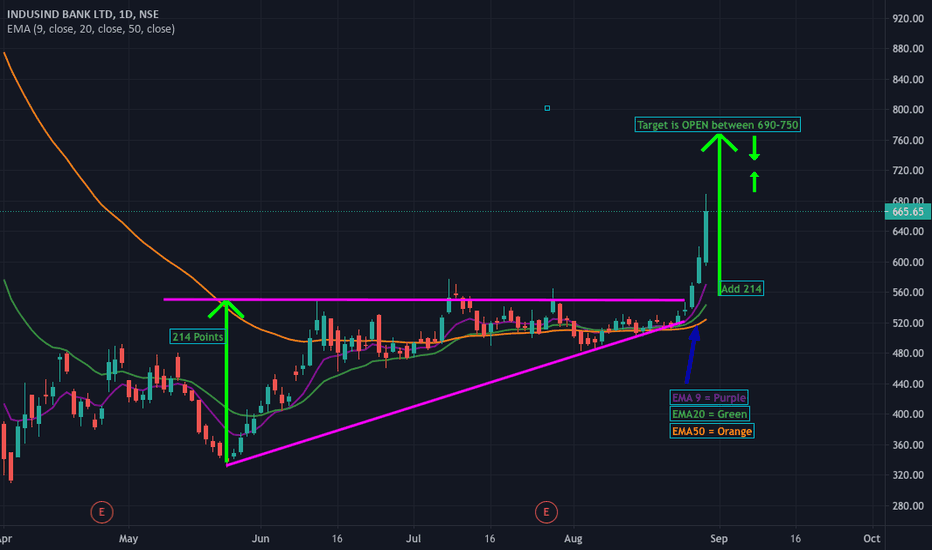 INDUSIND BANK LTD, 1D, NSE
EMA (9, close, 20, close, 50, close)
920.00
880.00
840.00
800.00
Target is OPEN between 690-750
760.00
720.00
680.00
665.65
640.00
600.00
Add 214
560.00
214 Points
520.00
480.00
440.00
EMA 9 = Purple
EMA20 = Green
400.00
EMA50 = Orange
360.00
320.00
280.00
E
E
Apr
May
Jun
16
Jul
16
Aug
Sep
16
Oct